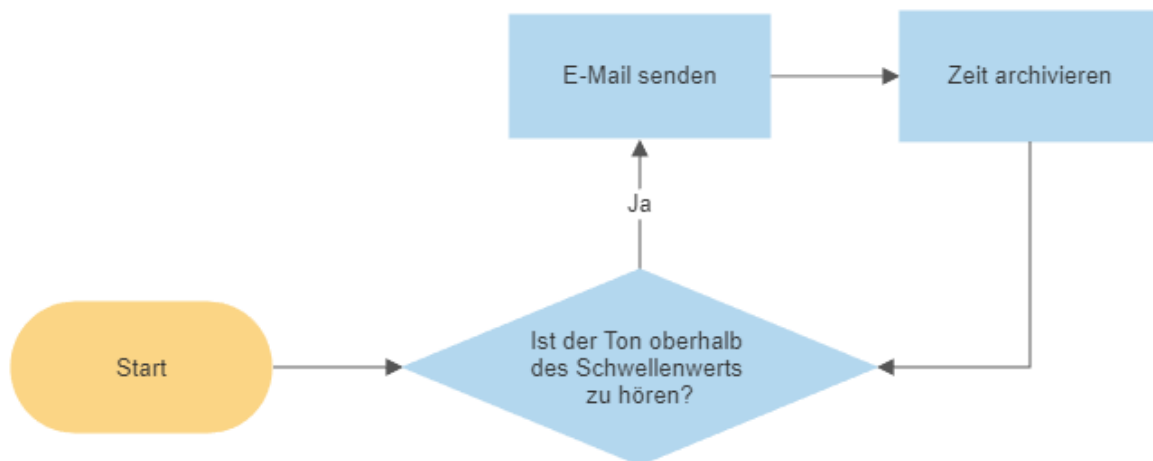 E-Mail senden
Zeit archivieren
Ja
Start
Ist der Ton oberhalb
des Schwellenwerts
zu hören?